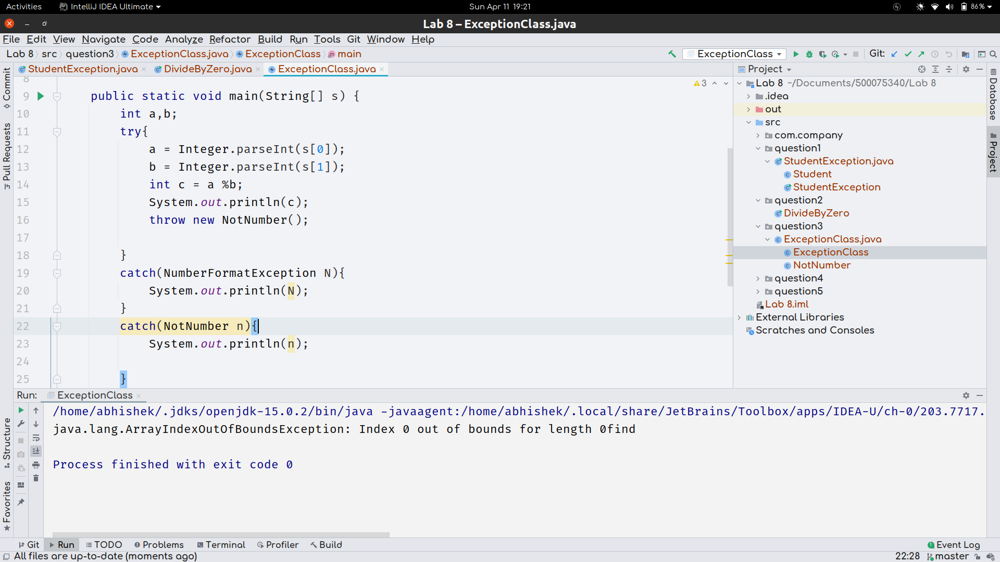 Activities
IntelliJ IDEA Ultimate
Sun Apr 11 19:21
86%
Lab 8 – ExceptionClass.java
File Edit View Navigate Code Analyze Refactor Build Run Tools Git Window Help
Lab 8 src question3 ExceptionClass.java ExceptionClass main
ExceptionClass
Git:
StudentException.java
DivideByZero.java
ExceptionClass.java
Commit
Pull Requests
Structure
Favorites
3
8
9 public static void main(String[] s) {
10 int a,b;
11 try{
12 a = Integer.parseInt(s[0]);
13 b = Integer.parseInt(s[1]);
14 int c = a %b;
15 System.out.println(c);
16 throw new NotNumber();
17
18 }
19 catch(NumberFormatException N){
20 System.out.println(N);
21 }
22 catch(NotNumber n){
23 System.out.println(n);
24
25 }
Project
Lab 8 ~/Documents/500075340/Lab 8
.idea
out
src
com.company
question1
StudentException.java
Student
StudentException
question2
DivideByZero
question3
ExceptionClass.java
ExceptionClass
NotNumber
question4
question5
Lab 8.iml
External Libraries
Scratches and Consoles
Database
Project
Run: ExceptionClass
/home/abhishek/.jdks/openjdk-15.0.2/bin/java -javaagent:/home/abhishek/.local/share/JetBrains/Toolbox/apps/IDEA-U/ch-0/203.7717.
java.lang.ArrayIndexOutOfBoundsException: Index 0 out of bounds for length 0find
Process finished with exit code 0
Git Run TODO Problems Terminal Profiler Build
1 Event Log
All files are up-to-date (moments ago)
22:28 master